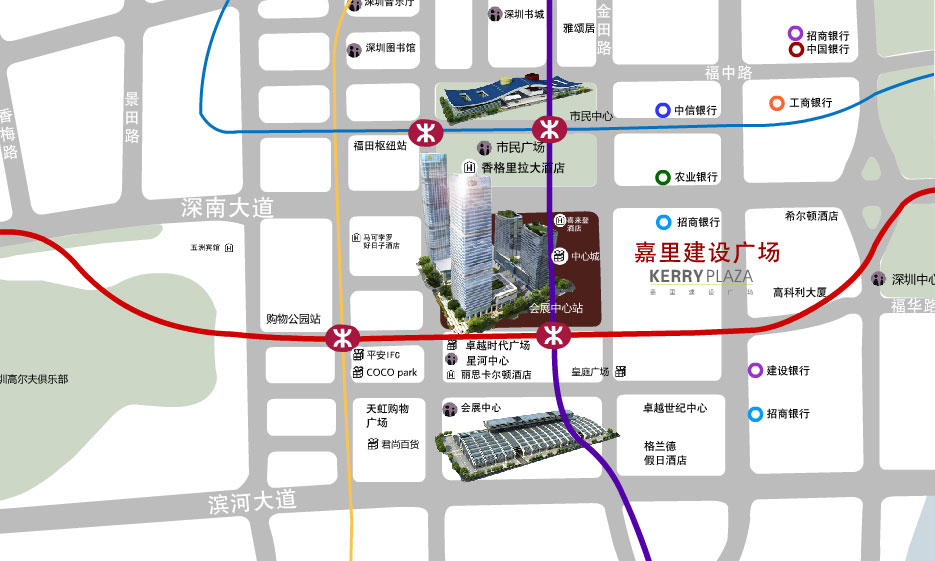 深圳音乐厅
深圳书城
金田路
雅颂居
招商银行
中国银行
深圳图书馆
福中路
景田路
香梅路
中信银行
工商银行
市民中心
福田枢纽站
市民广场
香格里拉大酒店
农业银行
深南大道
喜来登
酒店
招商银行
希尔顿酒店
五洲宾馆
马可孛罗
好日子酒店
中心城
嘉里建设广场
KERRY PLAZA
嘉里建设广场
深圳中心
高科利大厦
会展中心站
福华路
购物公园站
平安IFC
COCO park
卓越时代广场
星河中心
丽思卡尔顿酒店
皇庭广场
建设银行
圳高尔夫俱乐部
天虹购物
广场
君尚百货
会展中心
卓越世纪中心
招商银行
格兰德
假日酒店
滨河大道